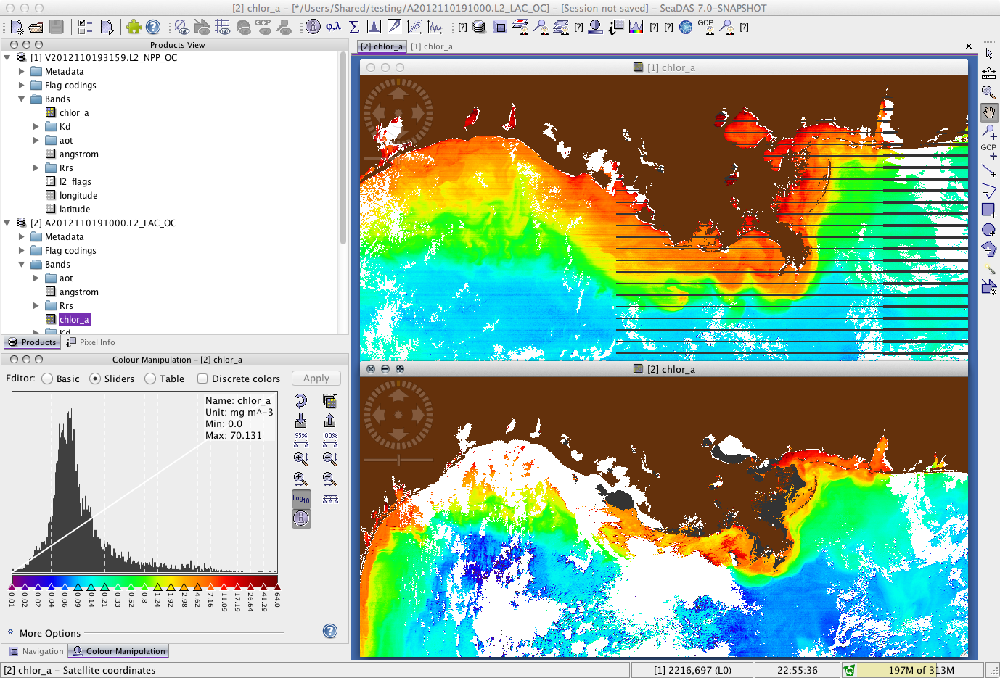 [2] chlor_a – [*/Users/Shared/testing/A2012110191000.L2_LAC_OC] – [Session not saved] – SeaDAS 7.0-SNAPSHOT
GCP φ,λ Σ [?] [?] [?] [?] GCP [?]
Products View
[1] V2012110193159.L2_NPP_OC
Metadata
Flag codings
Bands
chlor_a
Kd
aot
angstrom
Rrs
l2_flags
longitude
latitude
[2] A2012110191000.L2_LAC_OC
Metadata
Flag codings
Bands
aot
angstrom
Rrs
chlor_a
Kd
Products Pixel Info
Colour Manipulation – [2] chlor_a
Editor: Basic Sliders Table Discrete colors Apply
Name: chlor_a
Unit: mg m^-3
Min: 0.0
Max: 70.131
95% 100%
Log10
0.01 0.02 0.02 0.04 0.06 0.09 0.14 0.21 0.33 0.52 0.8 1.24 1.92 2.98 4.62 7.16 11.09 17.19 26.64 41.29 64.0
More Options
Navigation Colour Manipulation
[2] chlor_a [1] chlor_a
[1] chlor_a
[2] chlor_a
GCP
[2] chlor_a – Satellite coordinates
[1] 2216,697 (L0)
22:55:36
197M of 313M